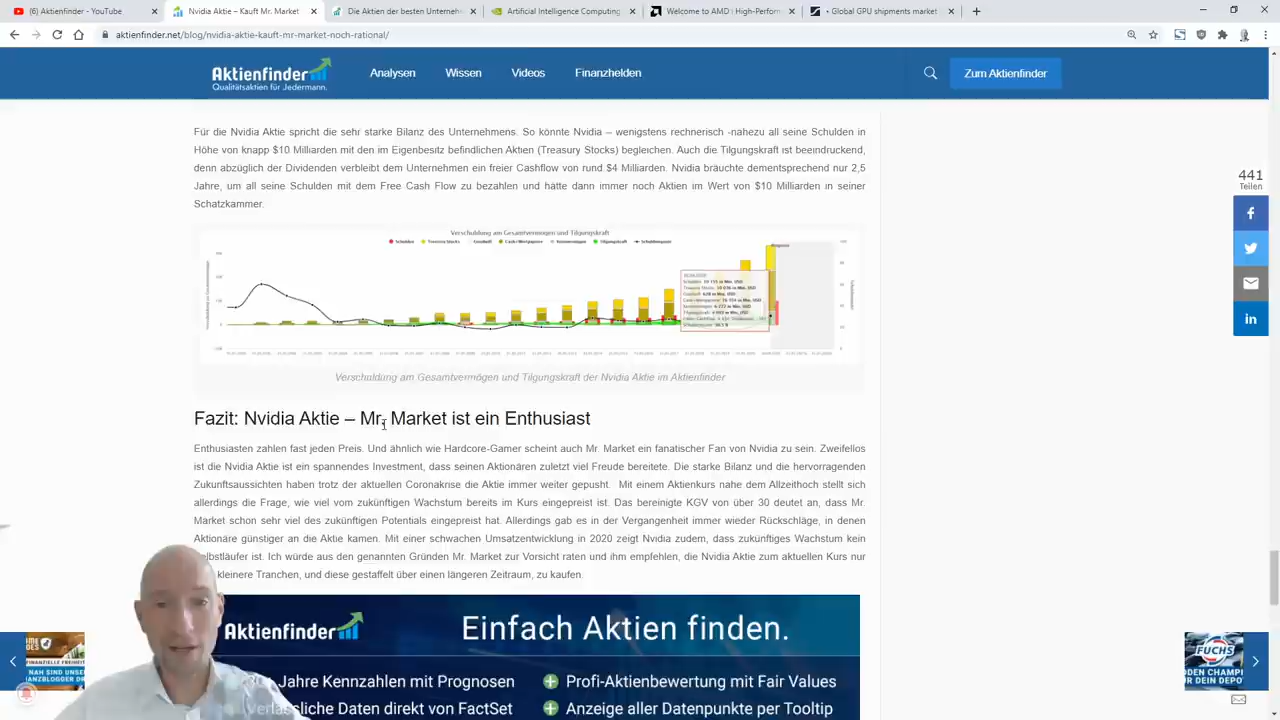 (2) Aktienfinder - YouTube
Nvidia Aktie - Kauft Mr. Market
Die Aktien der besten Unternehm
Artificial Intelligence Computing
Welcome to AMD | High-Perform
• Global GPU shipments market
aktienfinder.net/blog/nvidia-aktie-kauft-mr-market-noch-rational/
Aktienfinder
Qualitätsaktien für Jedermann.
Analysen
Wissen
Videos
Finanzhelden
Zum Aktienfinder
Für die Nvidia Aktie spricht die sehr starke Bilanz des Unternehmens. So könnte Nvidia – wenigstens rechnerisch -nahezu all seine Schulden in
Höhe von knapp $10 Milliarden mit den im Eigenbesitz befindlichen Aktien (Treasury Stocks) begleichen. Auch die Tilgungskraft ist beeindruckend,
denn abzüglich der Dividenden verbleibt dem Unternehmen ein freier Cashflow von rund $4 Milliarden. Nvidia bräuchte dementsprechend nur 2,5
Jahre, um all seine Schulden mit dem Free Cash Flow zu bezahlen und hätte dann immer noch Aktien im Wert von $10 Milliarden in seiner
Schatzkammer.
441
Teilen
Verschuldung am Gesamtvermögen und Tilgungskraft
Verschuldung am Gesamtvermögen und Tilgungskraft der Nvidia Aktie im Aktienfinder
Fazit: Nvidia Aktie – Mr. Market ist ein Enthusiast
Enthusiasten zahlen fast jeden Preis. Und ähnlich wie Hardcore-Gamer scheint auch Mr. Market ein fanatischer Fan von Nvidia zu sein. Zweifellos
ist die Nvidia Aktie ist ein spannendes Investment, dass seinen Aktionären zuletzt viel Freude bereitete. Die starke Bilanz und die hervorragenden
Zukunftsaussichten haben trotz der aktuellen Coronakrise die Aktie immer weiter gepusht. Mit einem Aktienkurs nahe dem Allzeithoch stellt sich
allerdings die Frage, wie viel vom zukünftigen Wachstum bereits im Kurs eingepreist ist. Das bereinigte KGV von über 30 deutet an, dass Mr.
Market schon sehr viel des zukünftigen Potentials eingepreist hat. Allerdings gab es in der Vergangenheit immer wieder Rückschläge, in denen
Aktionäre günstiger an die Aktie kamen. Mit einer schwachen Umsatzentwicklung in 2020 zeigt Nvidia zudem, dass zukünftiges Wachstum kein
elbstläufer ist. Ich würde aus den genannten Gründen Mr. Market zur Vorsicht raten und ihm empfehlen, die Nvidia Aktie zum aktuellen Kurs nur
kleinere Tranchen, und diese gestaffelt über einen längeren Zeitraum, zu kaufen.
Aktienfinder
Einfach Aktien finden.
Jahre Kennzahlen mit Prognosen
Profi-Aktienbewertung mit Fair Values
rlässliche Daten direkt von FactSet
Anzeige aller Datenpunkte per Tooltip
FINANZIELLE FREIHEIT
NAH SIND UNSE
ANZBLOGGER DR
FUCHS
DDEN CHAMPI
ÜR DEIN DEPO